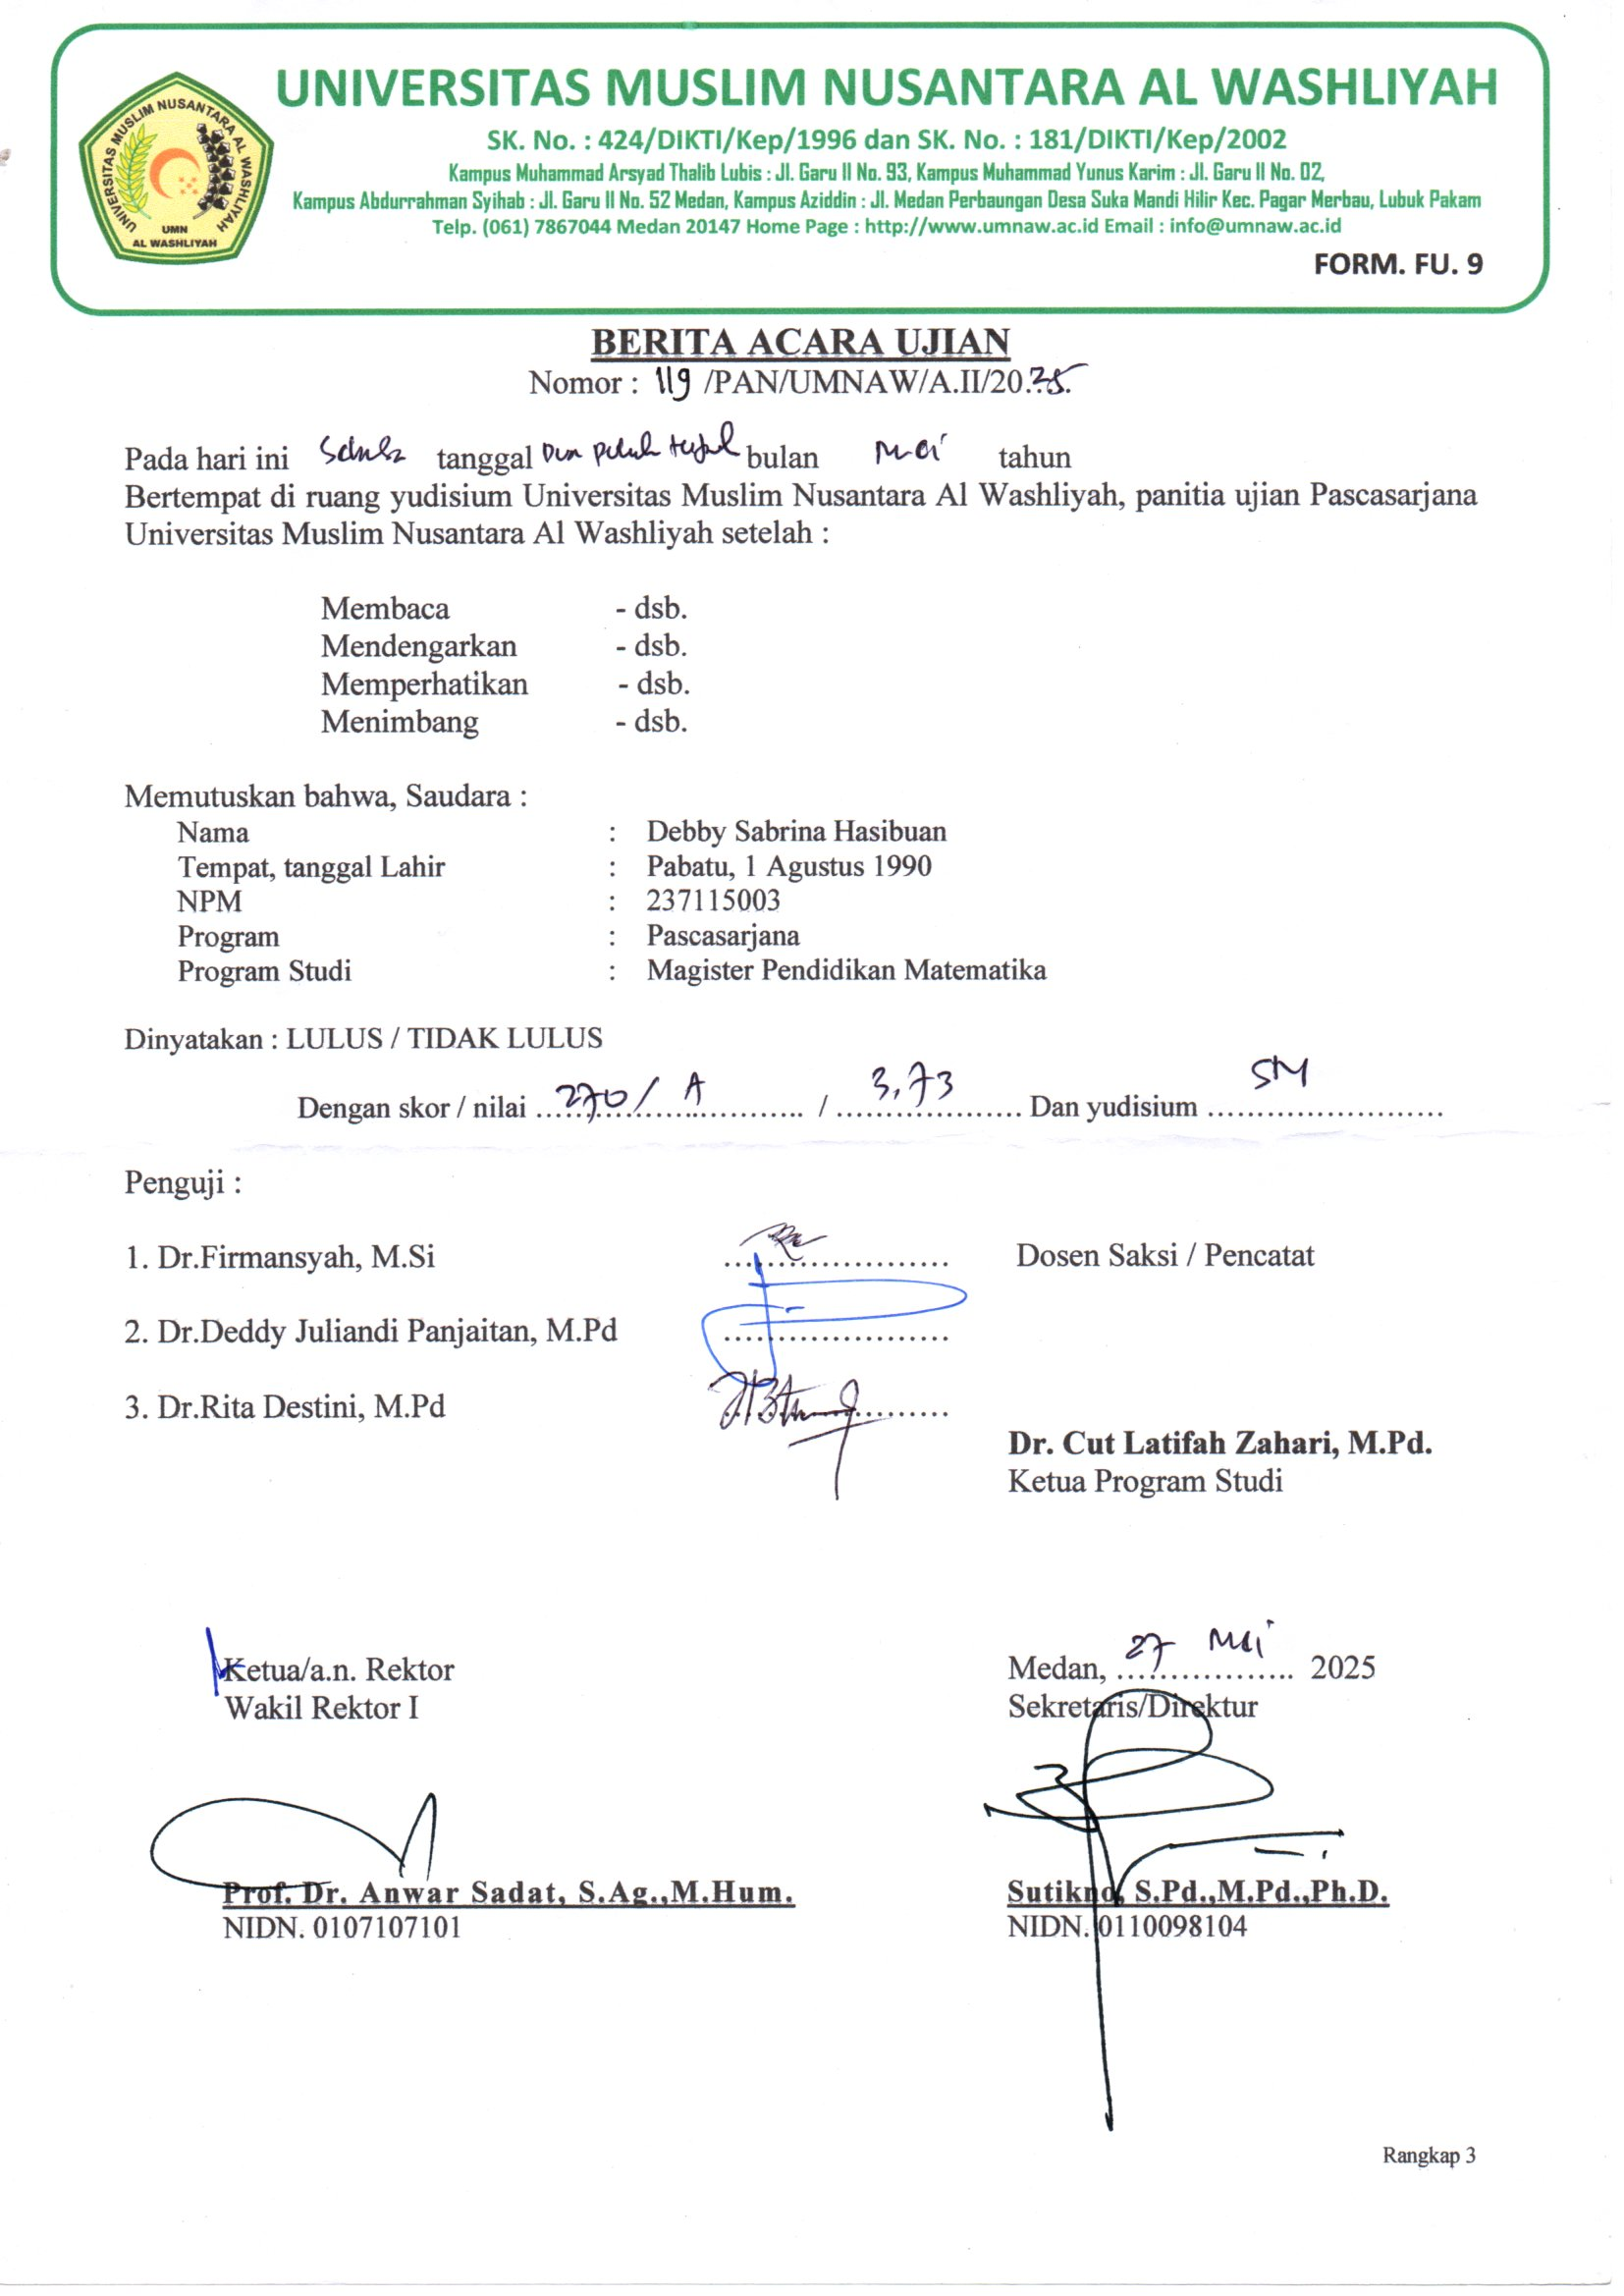 UNIVERSITAS MUSLIM NUSANTARA AL WASHLIYAH
UMN
AL WASHLIYAH
UNIVERSITAS MUSLIM NUSANTARA AL WASHLIYAH
SK. No. : 424/DIKTI/Kep/1996 dan SK. No. : 181/DIKTI/Kep/2002
Kampus Muhammad Arsyad Thalib Lubis : Jl. Garu II No. 93, Kampus Muhammad Yunus Karim : Jl. Garu II No. 02,
Kampus Abdurrahman Syihab : Jl. Garu II No. 52 Medan, Kampus Aziddin : Jl. Medan Perbaungan Desa Suka Mandi Hilir Kec. Pagar Merbau, Lubuk Pakam
Telp. (061) 7867044 Medan 20147 Home Page : http://www.umnaw.ac.id Email : info@umnaw.ac.id
FORM. FU. 9
BERITA ACARA UJIAN
Nomor : 119 /PAN/UMNAW/A.II/20.25.
Pada hari ini tanggal Dua puluh tujuh bulan Mei tahun
Bertempat di ruang yudisium Universitas Muslim Nusantara Al Washliyah, panitia ujian Pascasarjana
Universitas Muslim Nusantara Al Washliyah setelah :
Membaca - dsb.
Mendengarkan - dsb.
Memperhatikan - dsb.
Menimbang - dsb.
Memutuskan bahwa, Saudara :
Nama : Debby Sabrina Hasibuan
Tempat, tanggal Lahir : Pabatu, 1 Agustus 1990
NPM : 237115003
Program : Pascasarjana
Program Studi : Magister Pendidikan Matematika
Dinyatakan : LULUS / TIDAK LULUS
Dengan skor / nilai 270 / A / 3,73 Dan yudisium SM
Penguji :
1. Dr.Firmansyah, M.Si Dosen Saksi / Pencatat
2. Dr.Deddy Juliandi Panjaitan, M.Pd
3. Dr.Rita Destini, M.Pd
Dr. Cut Latifah Zahari, M.Pd.
Ketua Program Studi
Ketua/a.n. Rektor
Wakil Rektor I
Medan, 27 Mei 2025
Sekretaris/Direktur
Prof. Dr. Anwar Sadat, S.Ag.,M.Hum.
NIDN. 0107107101
Sutikno, S.Pd.,M.Pd.,Ph.D.
NIDN. 0110098104
Rangkap 3